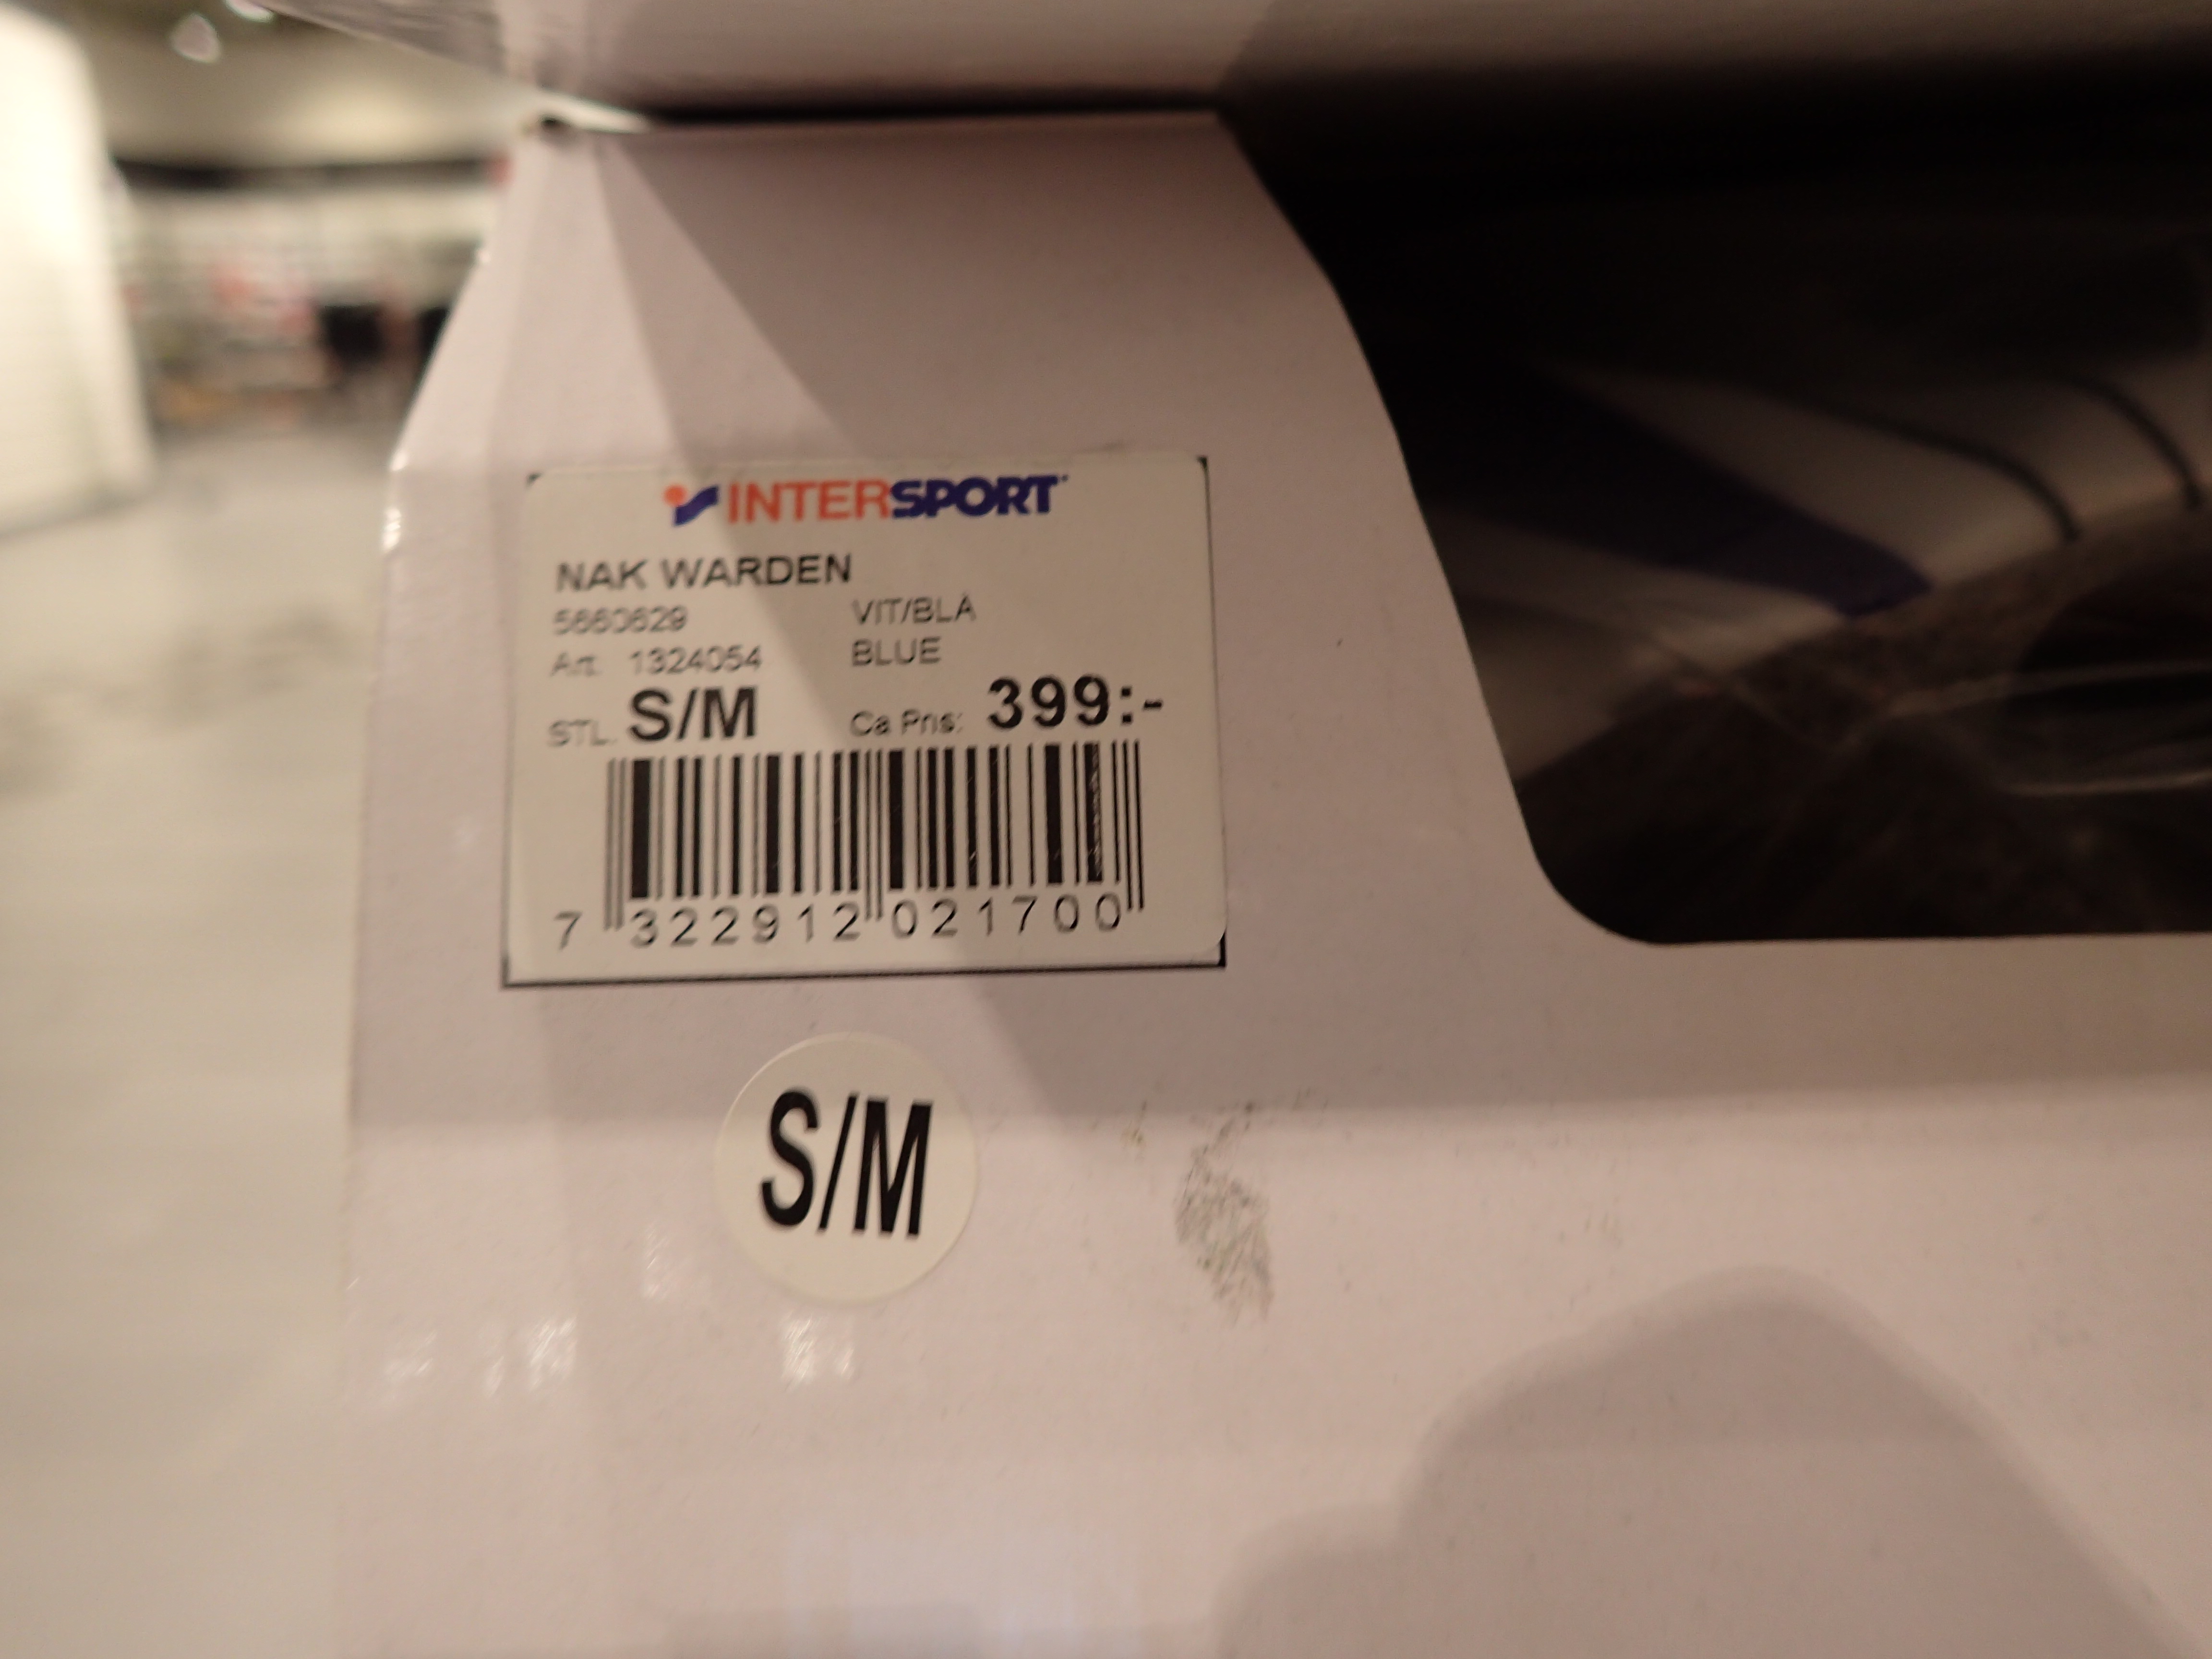 INTERSPORT
NAK WARDEN
5660629 VIT/BLÅ
Art: 1324054 BLUE
STL. S/M Ca Pris: 399:-
7 322912 021700
S/M